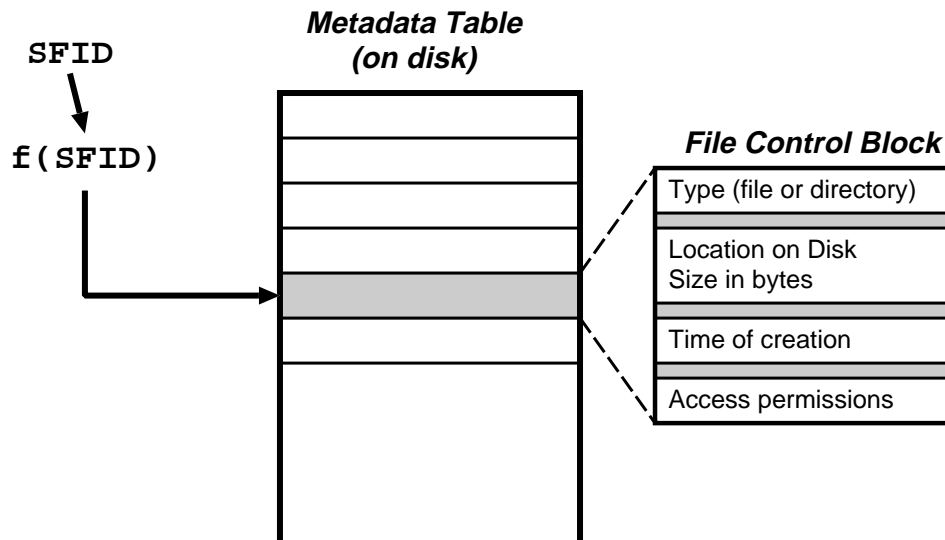 Metadata Table
(on disk)
SFID
f(SFID)
File Control Block
Type (file or directory)
Location on Disk
Size in bytes
Time of creation
Access permissions